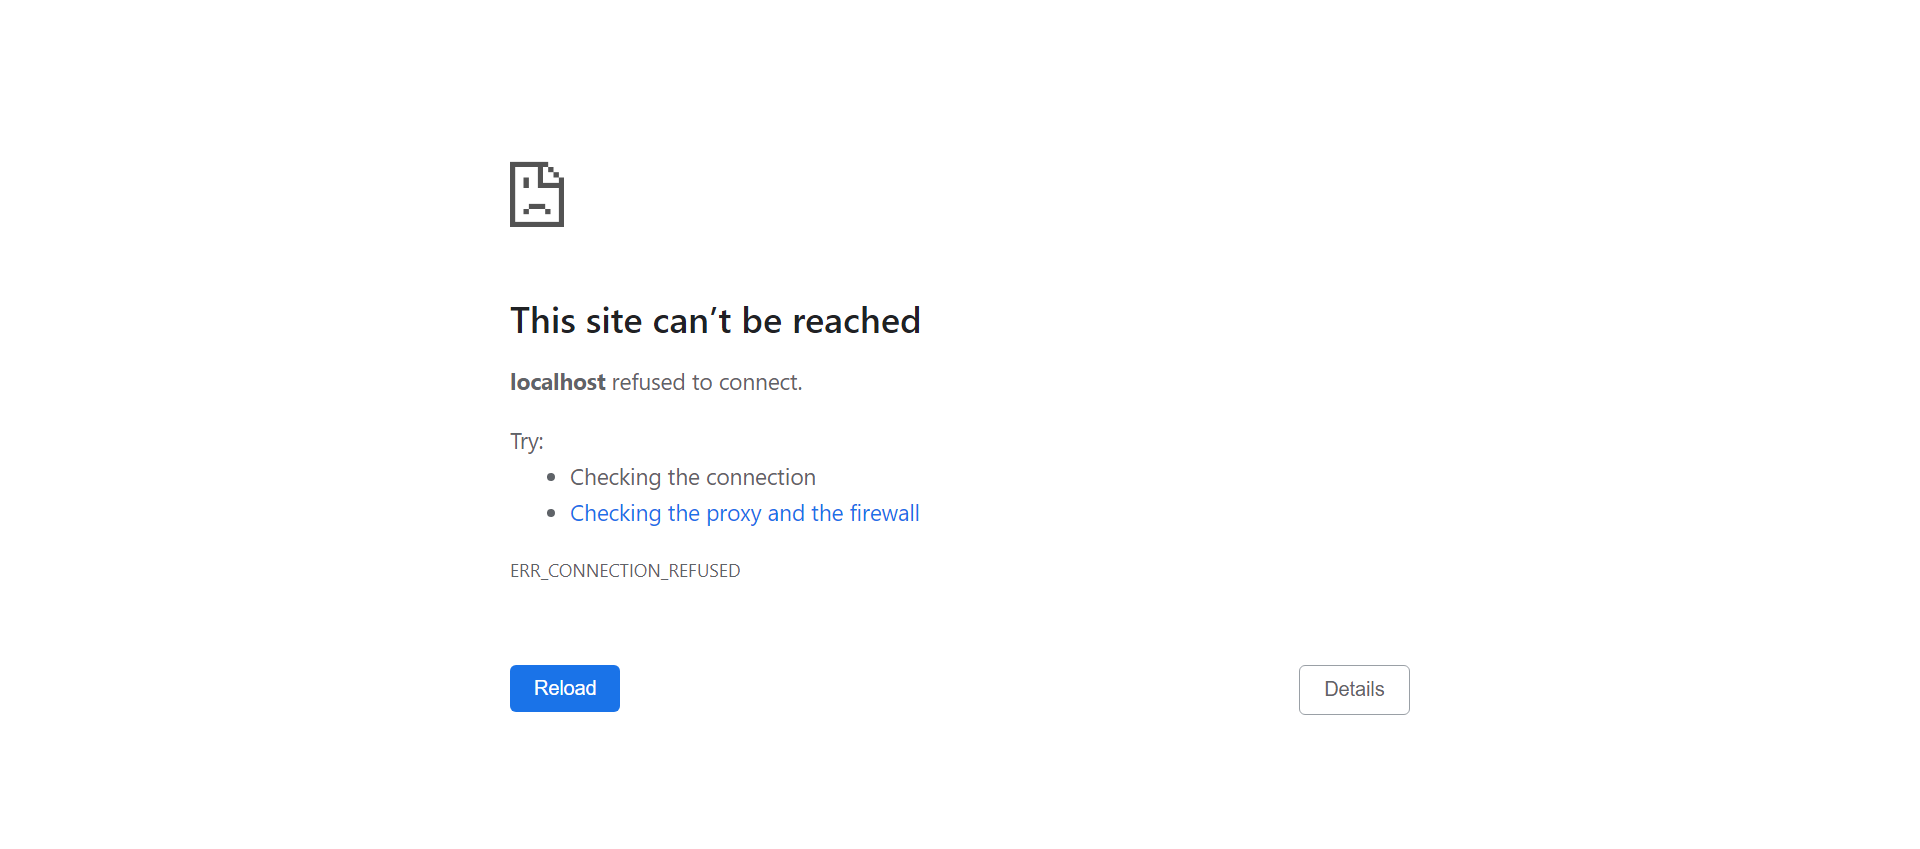 This site can’t be reached
localhost refused to connect.
Try:
Checking the connection
Checking the proxy and the firewall
ERR_CONNECTION_REFUSED
Reload
Details